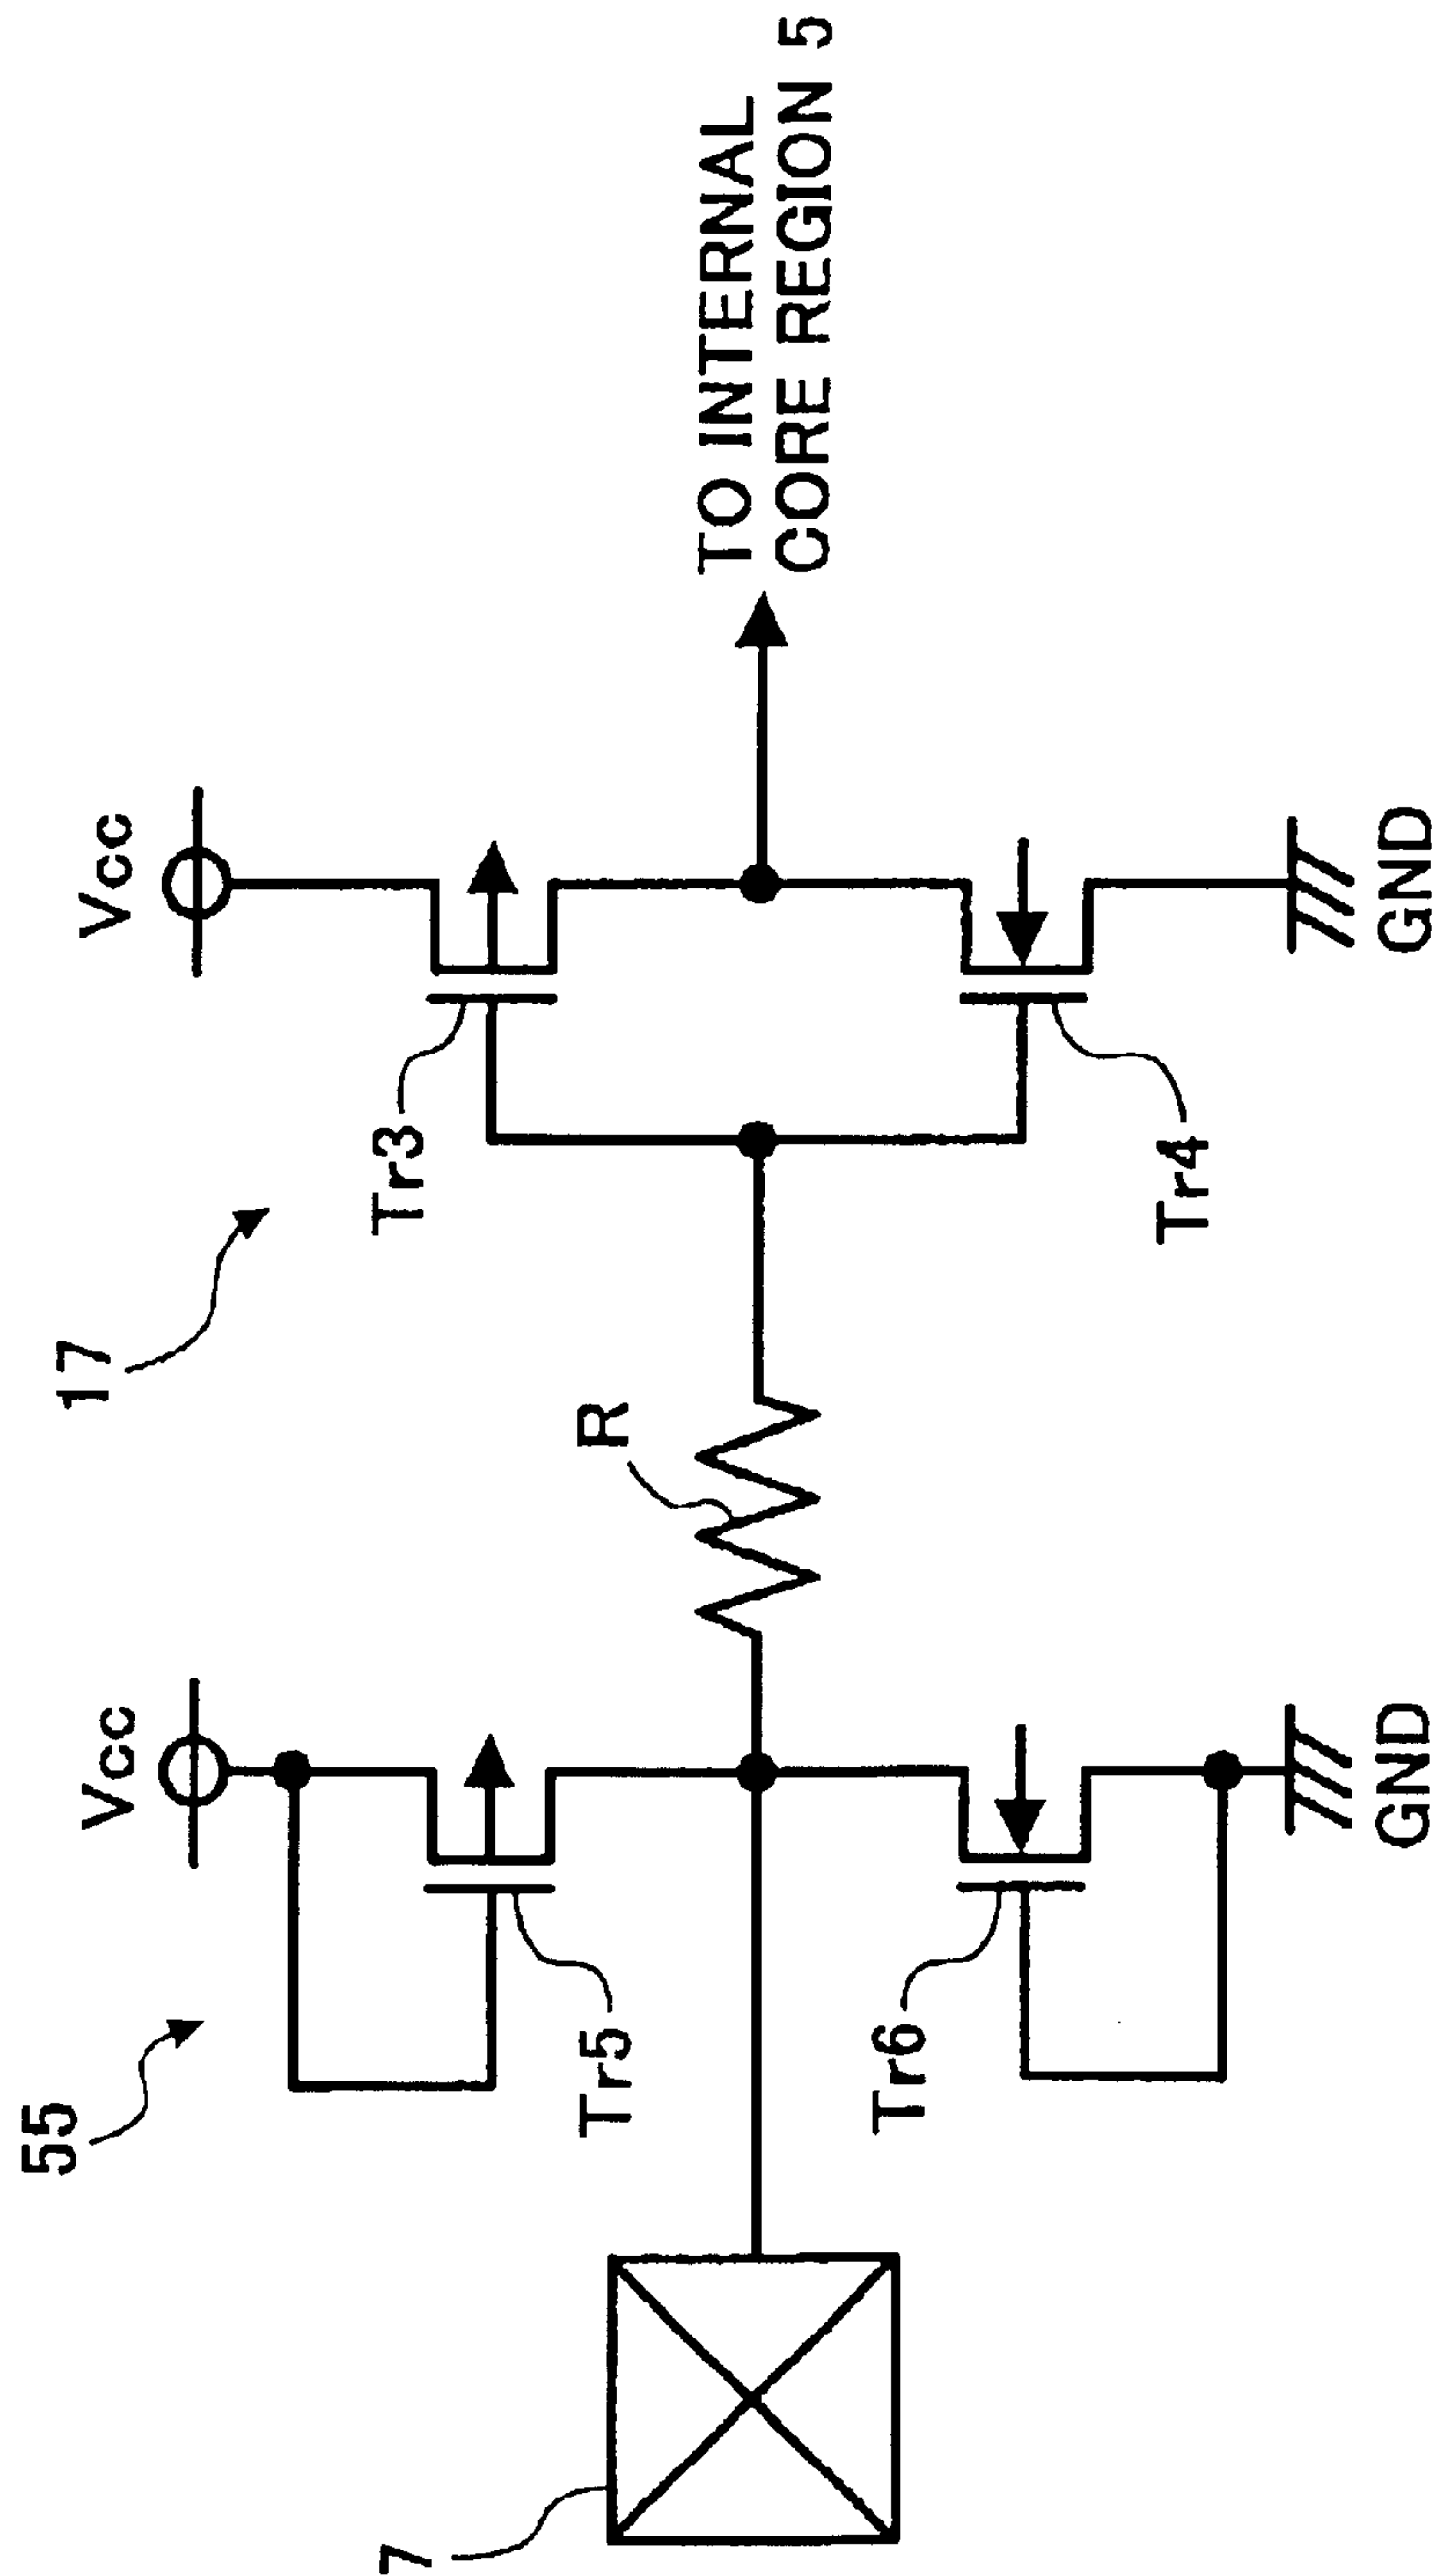 55
17
Vcc
Vcc
Tr5
R
Tr3
7
TO INTERNAL
CORE REGION 5
Tr6
Tr4
GND
GND